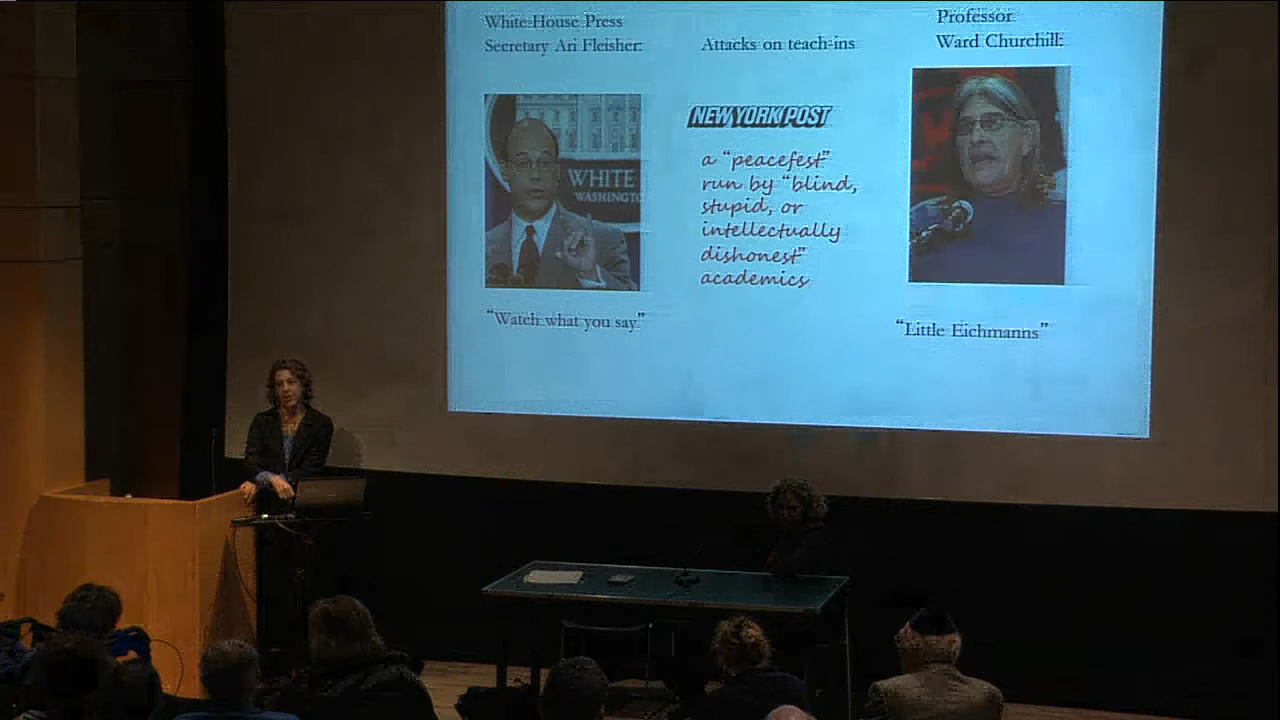 White House Press
Secretary Ari Fleisher:
"Watch what you say."
Attacks on teach-ins
NEW YORK POST
a "peacefest"
run by "blind,
stupid, or
intellectually
dishonest"
academics
Professor
Ward Churchill:
"Little Eichmanns"
WHITE
WASHINGTO